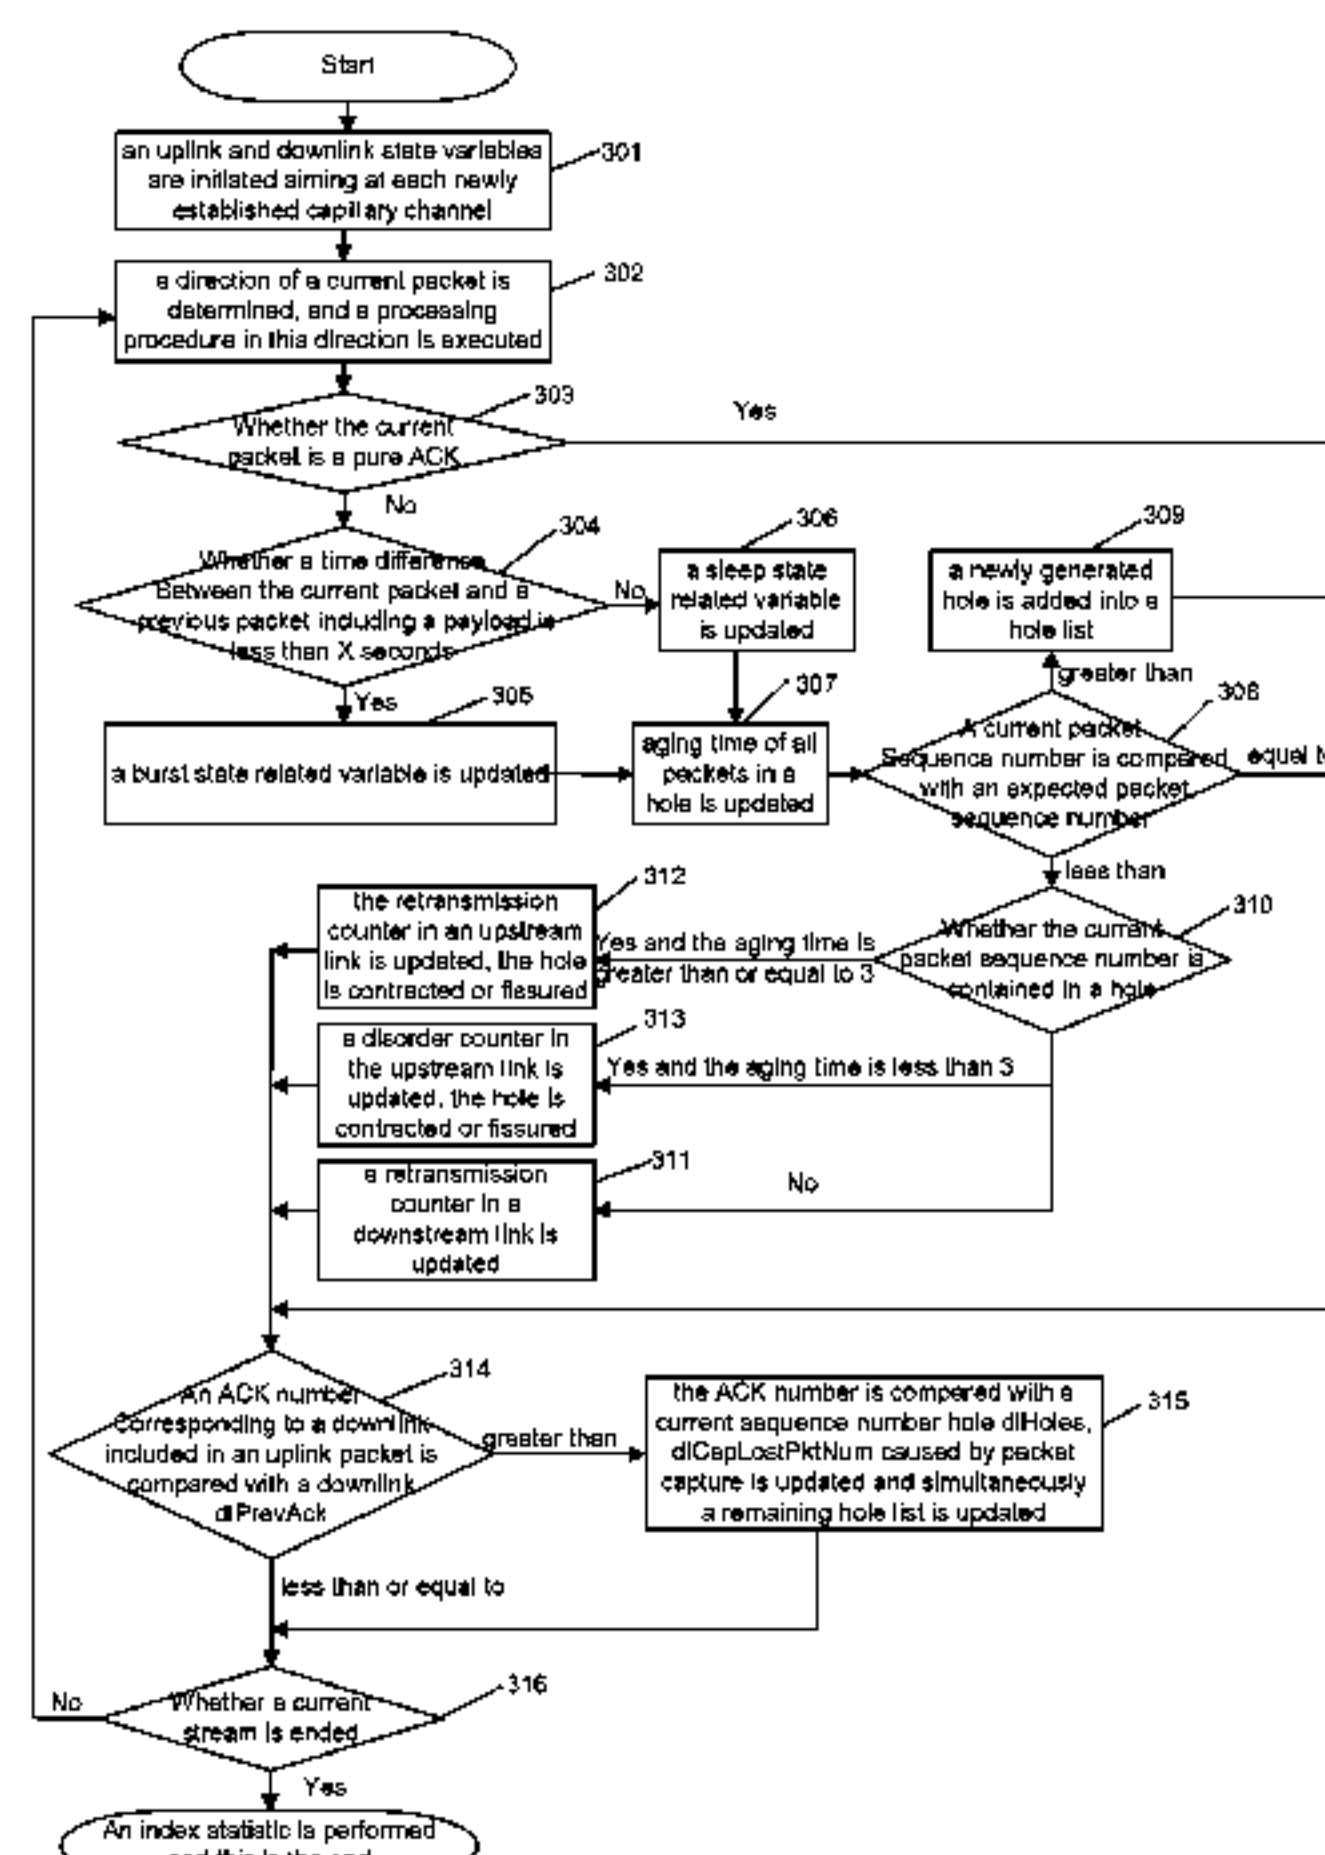 Start
an uplink and downlink state variables
are initiated aiming at each newly
established capillary channel
301
a direction of a current packet is
determined, and a processing
procedure in this direction is executed
302
Whether the current
packet is a pure ACK
303
Yes
No
Whether a time difference
Between the current packet and a
previous packet including a payload is
less than X seconds
304
No
Yes
a sleep state
related variable
is updated
306
a newly generated
hole is added into a
hole list
309
greater than
a burst state related variable is updated
305
aging time of all
packets in a
hole is updated
307
A current packet
Sequence number is compared
with an expected packet
sequence number
308
equal
less than
Whether the current
packet sequence number is
contained in a hole
310
Yes and the aging time is
greater than or equal to 3
the retransmission
counter in an upstream
link is updated, the hole
is contracted or fissured
312
Yes and the aging time is less than 3
a disorder counter in
the upstream link is
updated, the hole is
contracted or fissured
313
No
a retransmission
counter in a
downstream link is
updated
311
An ACK number
Corresponding to a downlink
included in an uplink packet is
compared with a downlink
dlPrevAck
314
greater than
the ACK number is compared with a
current sequence number hole dlHoles,
dlCapLostPktNum caused by packet
capture is updated and simultaneously
a remaining hole list is updated
315
less than or equal to
Whether a current
stream is ended
316
No
Yes
An index statistic is performed